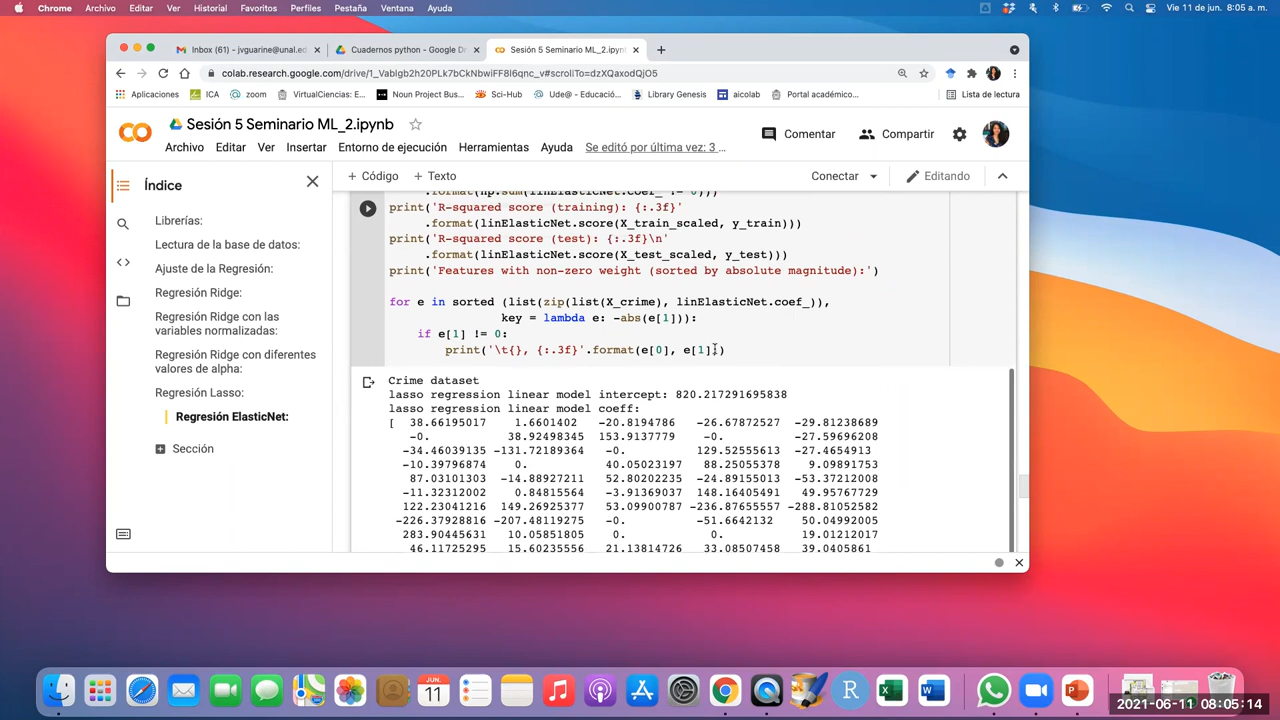 Chrome Archivo Editar Ver Historial Favoritos Perfiles Pestaña Ventana Ayuda Vie 11 de jun. 8:05 a. m.
Inbox (61) - jvguarine@unal.ed Cuadernos python - Google Dr Sesión 5 Seminario ML_2.ipynb
colab.research.google.com/drive/1_VabIgb2h20PLk7bCkNbwiFF8I6qnc_v#scrollTo=dzXQaxodQjO5
Aplicaciones ICA zoom VirtualCiencias: E... Noun Project Bus... Sci-Hub Ude@ - Educació... Library Genesis aicolab Portal académico... Lista de lectura
Sesión 5 Seminario ML_2.ipynb
Comentar Compartir
Archivo Editar Ver Insertar Entorno de ejecución Herramientas Ayuda Se editó por última vez: 3 ...
Índice
+ Código + Texto Conectar Editando
Librerías:
Lectura de la base de datos:
Ajuste de la Regresión:
Regresión Ridge:
Regresión Ridge con las
variables normalizadas:
Regresión Ridge con diferentes
valores de alpha:
Regresión Lasso:
Regresión ElasticNet:
Sección
.format(np.sum(linElasticNet.coef_ != 0)))
print('R-squared score (training): {:.3f}'
.format(linElasticNet.score(X_train_scaled, y_train)))
print('R-squared score (test): {:.3f}\n'
.format(linElasticNet.score(X_test_scaled, y_test)))
print('Features with non-zero weight (sorted by absolute magnitude):')
for e in sorted (list(zip(list(X_crime), linElasticNet.coef_)),
key = lambda e: -abs(e[1])):
if e[1] != 0:
print('\t{}, {:.3f}'.format(e[0], e[1]))
Crime dataset
lasso regression linear model intercept: 820.217291695838
lasso regression linear model coeff:
[ 38.66195017 1.6601402 -20.8194786 -26.67872527 -29.81238689
-0. 38.92498345 153.9137779 -0. -27.59696208
-34.46039135 -131.72189364 -0. 129.52555613 -27.4654913
-10.39796874 0. 40.05023197 88.25055378 9.09891753
87.03101303 -14.88927211 52.80202235 -24.89155013 -53.37212008
-11.32312002 0.84815564 -3.91369037 148.16405491 49.95767729
122.23041216 149.26925377 53.09900787 -236.87655557 -288.81052582
-226.37928816 -207.48119275 -0. -51.6642132 50.04992005
283.90944531 10.05851805 0. 0. 19.01212017
46.11725295 15.60235556 21.13814726 33.08507458 39.0405861
JUN.
11
2021-06-11 08:05:14